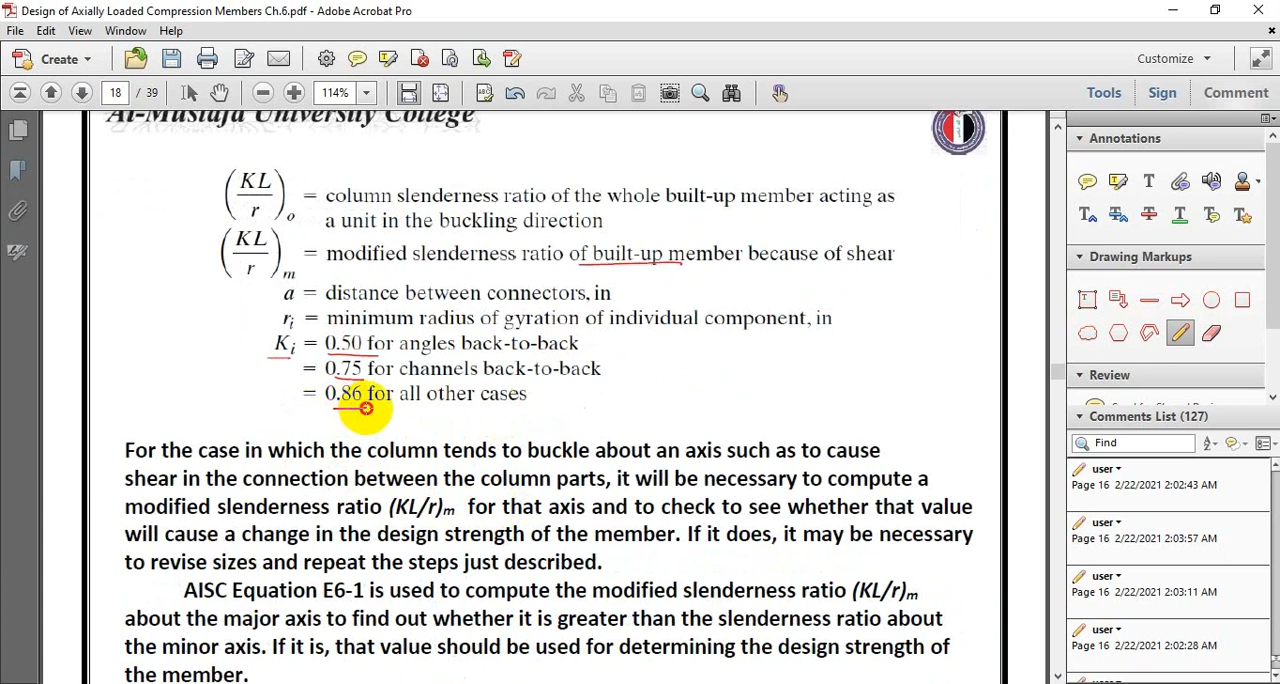 Design of Axially Loaded Compression Members Ch.6.pdf - Adobe Acrobat Pro
File Edit View Window Help
Create
Customize
18 / 39
114%
Tools Sign Comment
Al-Mustafa University College
(KL/r)o = column slenderness ratio of the whole built-up member acting as
a unit in the buckling direction
(KL/r)m = modified slenderness ratio of built-up member because of shear
a = distance between connectors, in
ri = minimum radius of gyration of individual component, in
Ki = 0.50 for angles back-to-back
= 0.75 for channels back-to-back
= 0.86 for all other cases
For the case in which the column tends to buckle about an axis such as to cause
shear in the connection between the column parts, it will be necessary to compute a
modified slenderness ratio (KL/r)m for that axis and to check to see whether that value
will cause a change in the design strength of the member. If it does, it may be necessary
to revise sizes and repeat the steps just described.
AISC Equation E6-1 is used to compute the modified slenderness ratio (KL/r)m
about the major axis to find out whether it is greater than the slenderness ratio about
the minor axis. If it is, that value should be used for determining the design strength of
the member.
Annotations
Drawing Markups
Review
Comments List (127)
Find
user
Page 16 2/22/2021 2:02:43 AM
user
Page 16 2/22/2021 2:03:57 AM
user
Page 16 2/22/2021 2:03:11 AM
user
Page 16 2/22/2021 2:02:28 AM